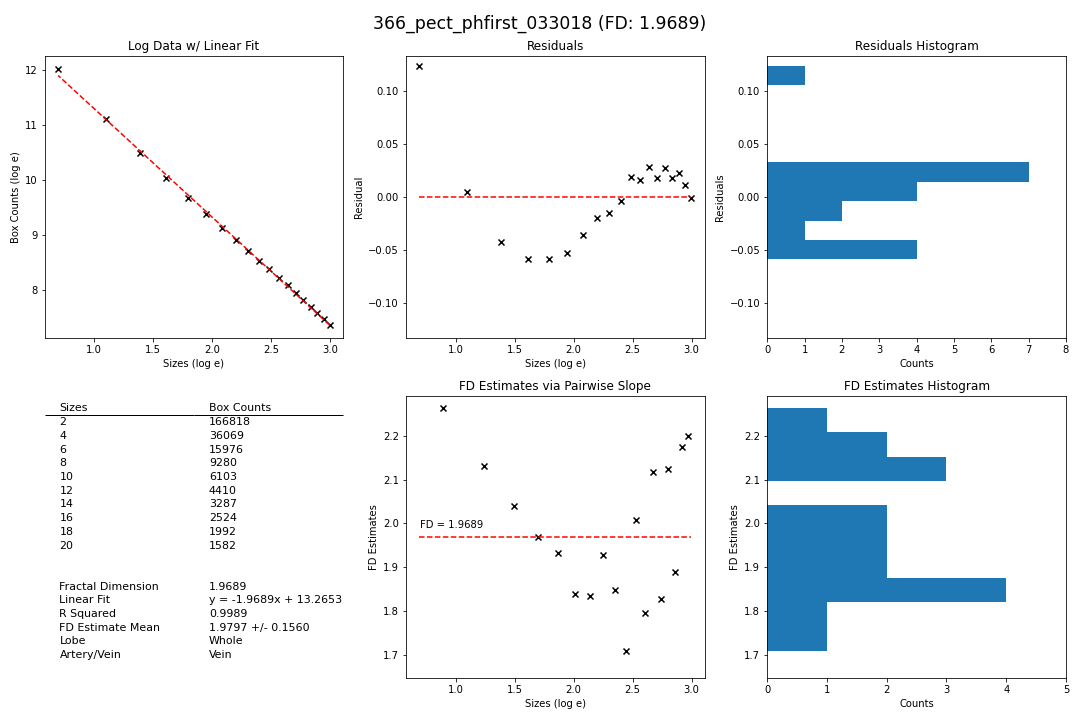 366_pect_phfirst_033018 (FD: 1.9689)
Log Data w/ Linear Fit
12
11
10
9
8
1.0 1.5 2.0 2.5 3.0
Box Counts (log e)
Sizes (log e)
Residuals
0.10
0.05
0.00
−0.05
−0.10
1.0 1.5 2.0 2.5 3.0
Residual
Sizes (log e)
Residuals Histogram
0.10
0.05
0.00
−0.05
−0.10
0 1 2 3 4 5 6 7 8
Residuals
Counts
Sizes Box Counts
2 166818
4 36069
6 15976
8 9280
10 6103
12 4410
14 3287
16 2524
18 1992
20 1582
Fractal Dimension 1.9689
Linear Fit y = -1.9689x + 13.2653
R Squared 0.9989
FD Estimate Mean 1.9797 +/- 0.1560
Lobe Whole
Artery/Vein Vein
FD Estimates via Pairwise Slope
2.2
2.1
2.0
1.9
1.8
1.7
FD = 1.9689
1.0 1.5 2.0 2.5 3.0
FD Estimates
Sizes (log e)
FD Estimates Histogram
2.2
2.1
2.0
1.9
1.8
1.7
0 1 2 3 4 5
FD Estimates
Counts